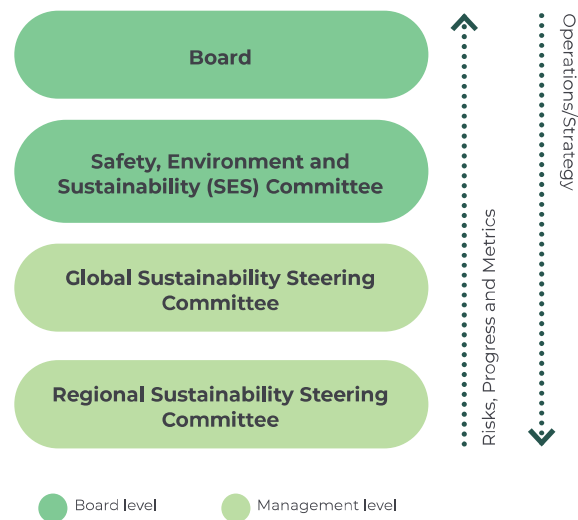 Board
Safety, Environment and
Sustainability (SES) Committee
Global Sustainability Steering
Committee
Regional Sustainability Steering
Committee
Risks, Progress and Metrics
Operations/Strategy
Board level
Management level